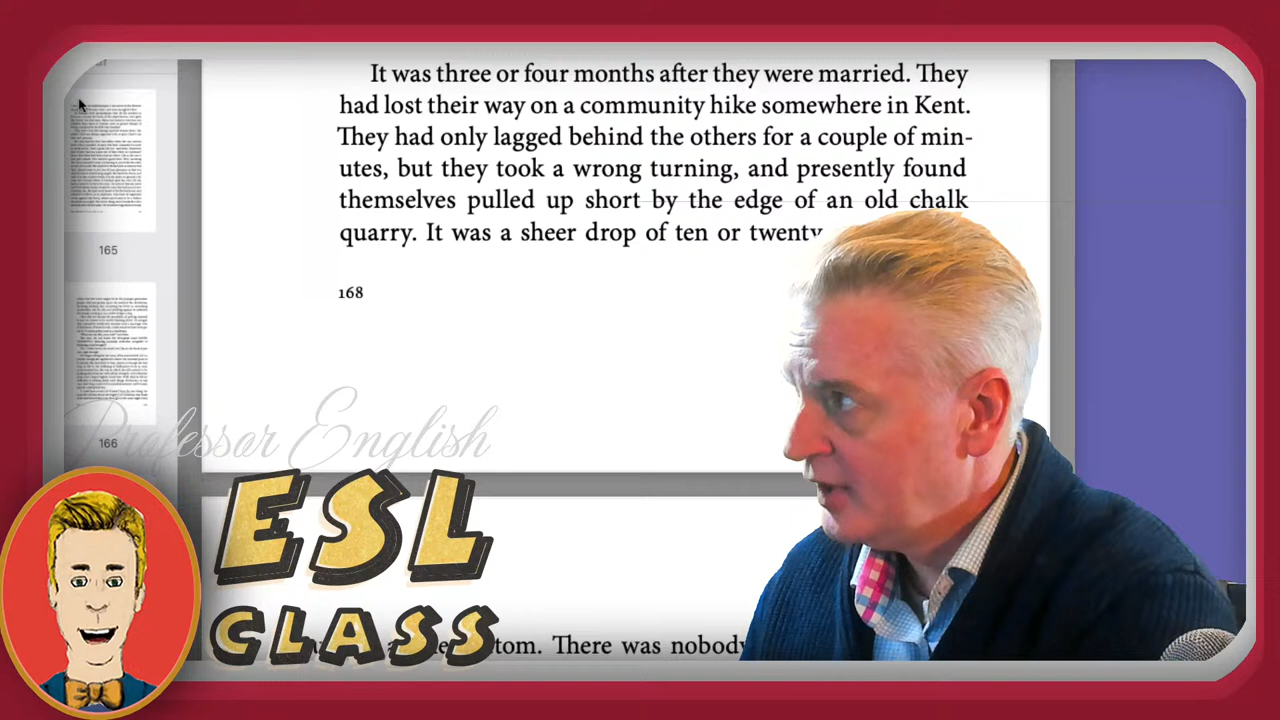 It was three or four months after they were married. They
had lost their way on a community hike somewhere in Kent.
They had only lagged behind the others for a couple of min-
utes, but they took a wrong turning, and presently found
themselves pulled up short by the edge of an old chalk
quarry. It was a sheer drop of ten or twenty
168
165
166
Professor English
ESL
CLASS
tom. There was nobody